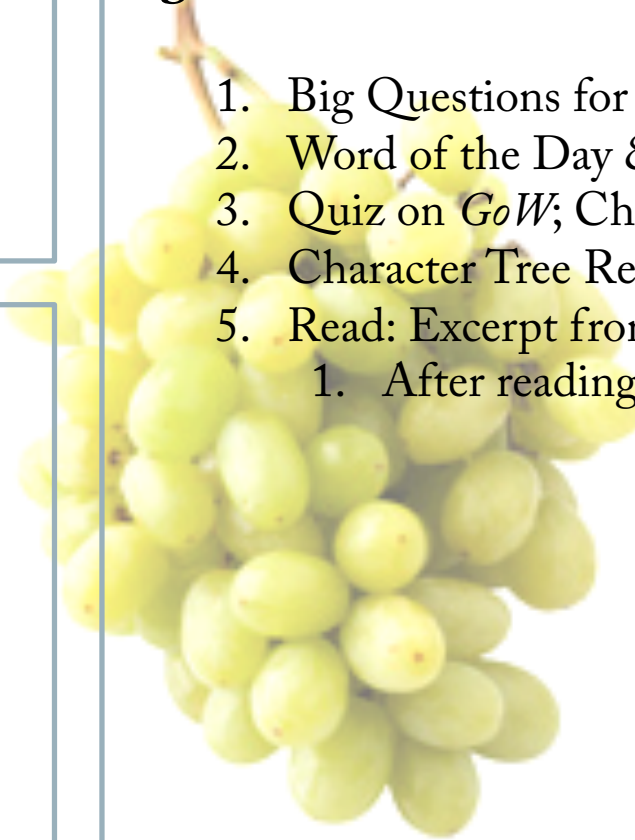 1. Big Questions for
2. Word of the Day &
3. Quiz on GoW; Ch
4. Character Tree Re
5. Read: Excerpt from
1. After reading